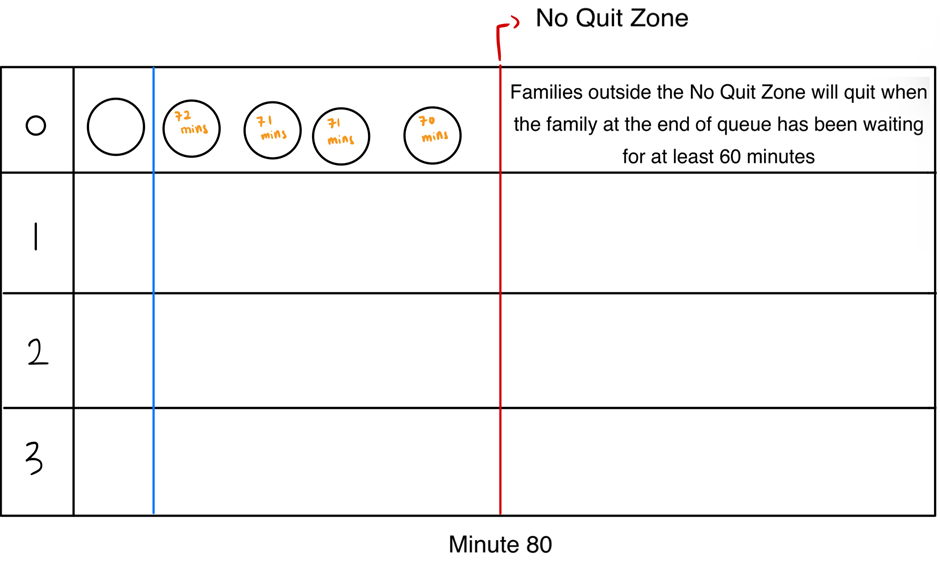 No Quit Zone
0
72 mins
71 mins
71 mins
70 mins
Families outside the No Quit Zone will quit when
the family at the end of queue has been waiting
for at least 60 minutes
1
2
3
Minute 80